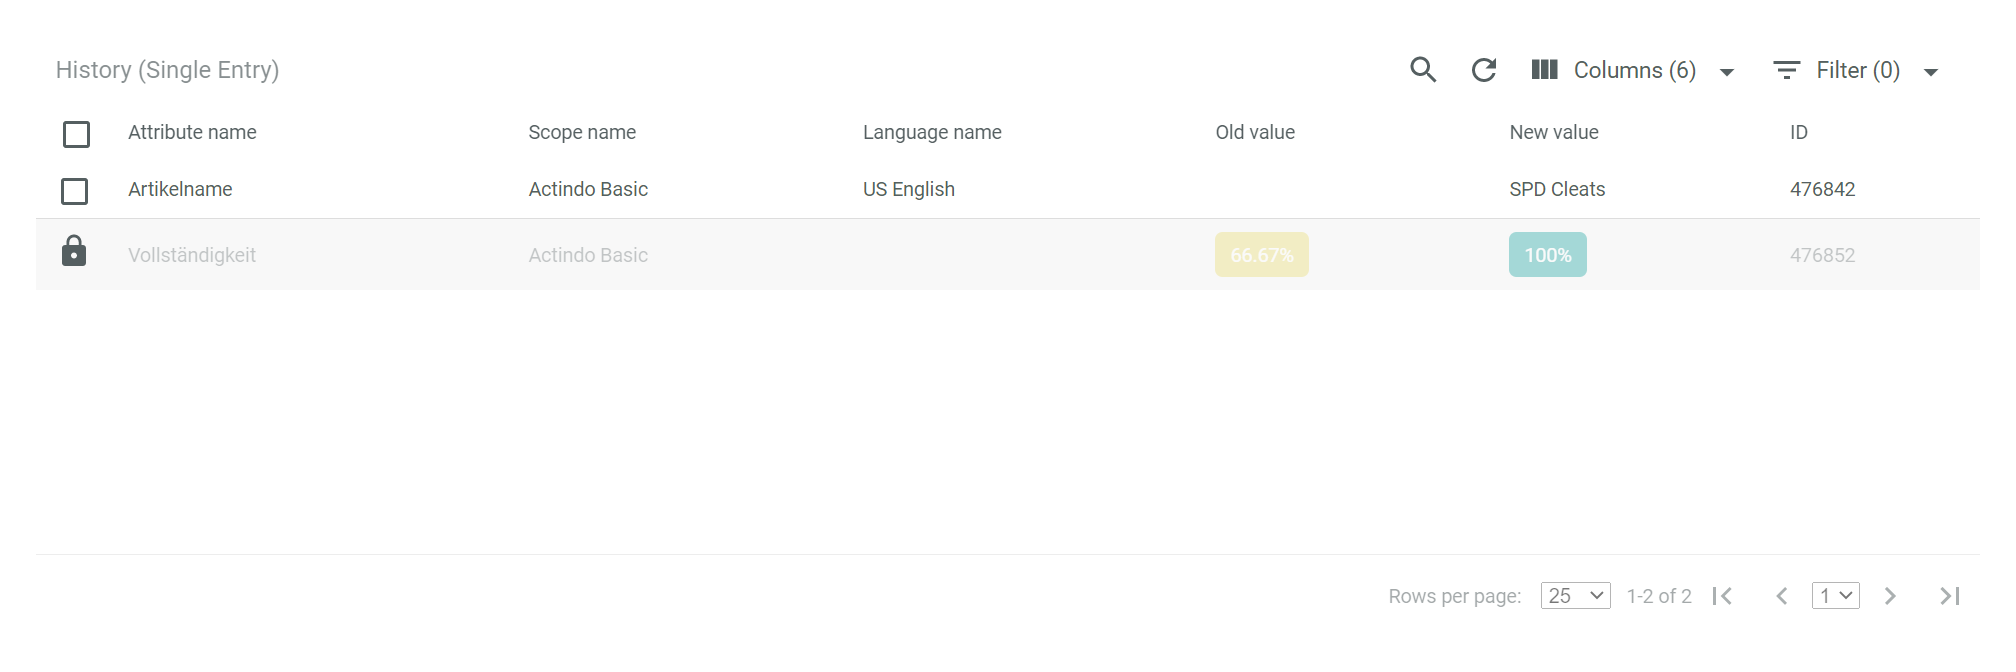 History (Single Entry) Columns (6) Filter (0)
Attribute name Scope name Language name Old value New value ID
Artikelname Actindo Basic US English SPD Cleats 476842
Vollständigkeit Actindo Basic 66.67% 100% 476852
Rows per page: 25 1-2 of 2 1